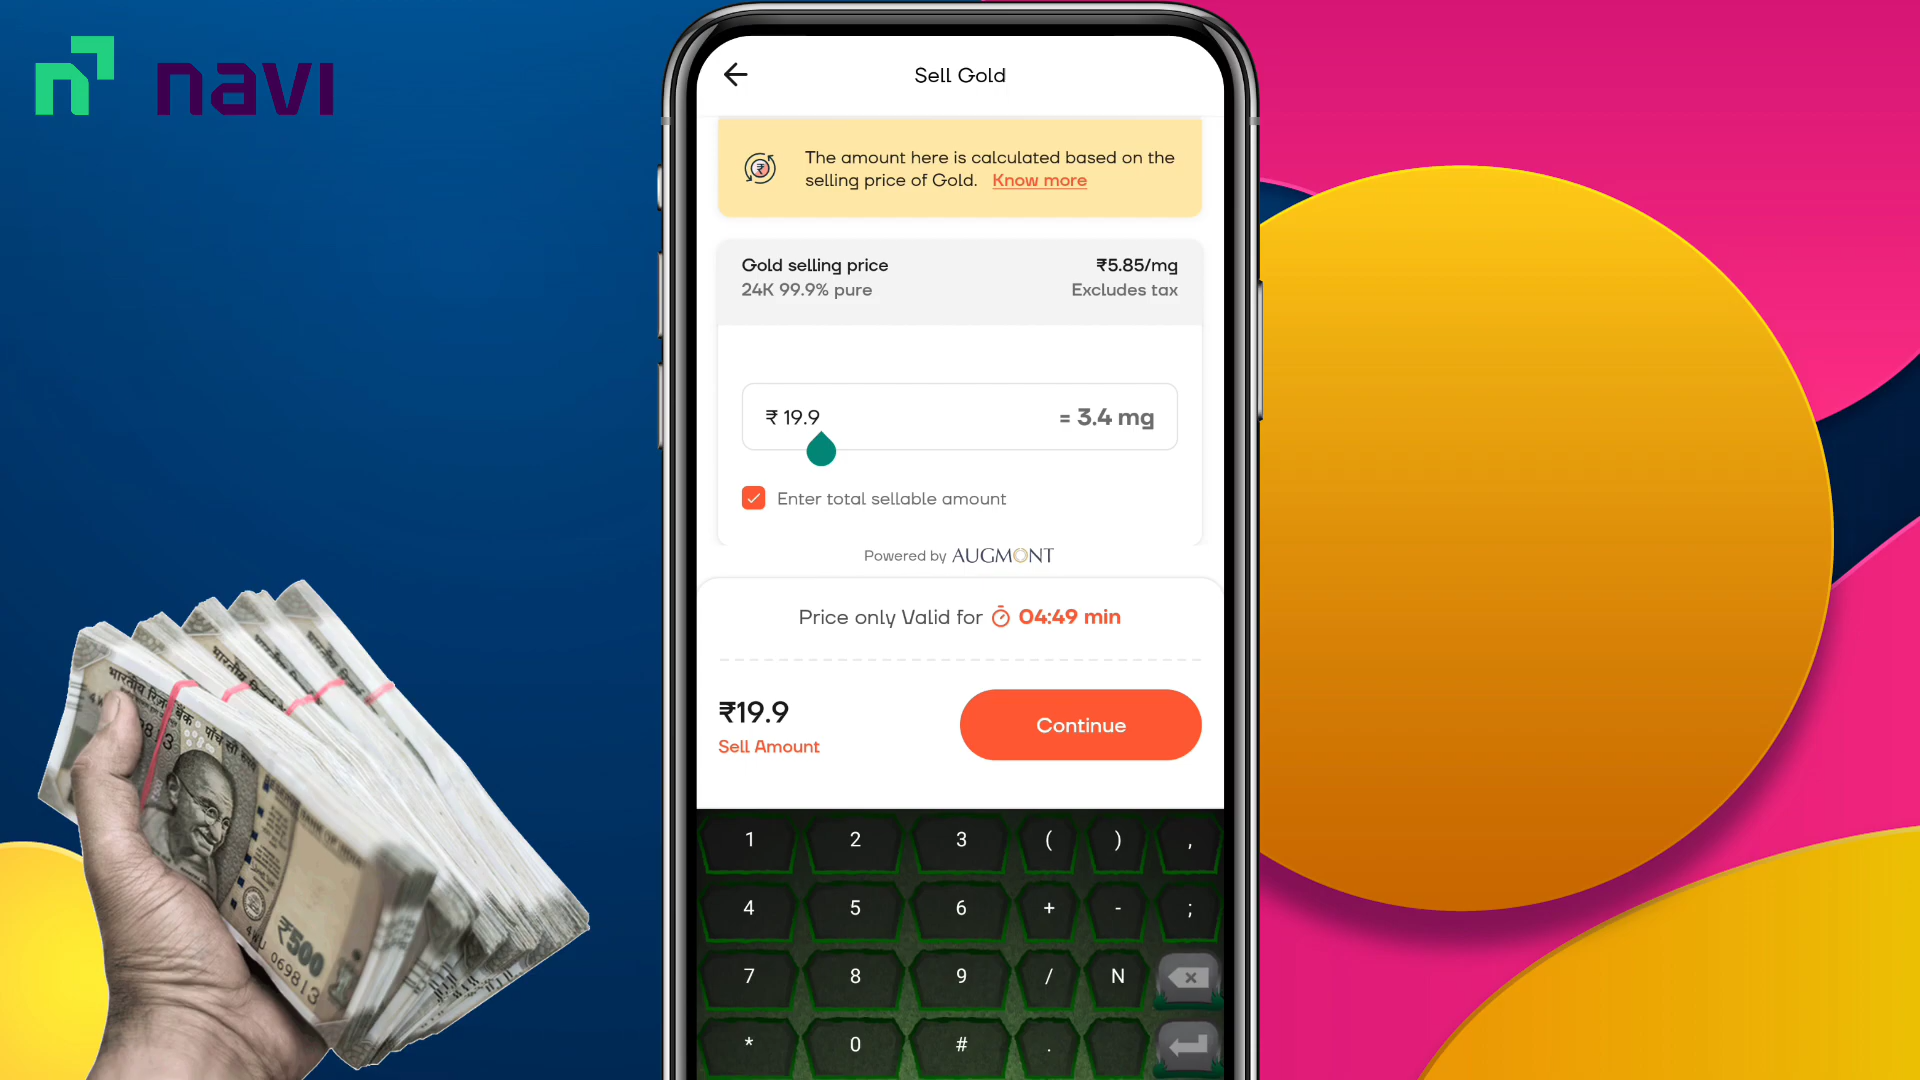 navi
Sell Gold
The amount here is calculated based on the
selling price of Gold. Know more
Gold selling price ₹5.85/mg
24K 99.9% pure Excludes tax
₹ 19.9 = 3.4 mg
Enter total sellable amount
Powered by AUGMONT
Price only Valid for 04:49 min
₹19.9
Sell Amount
Continue
1 2 3 ( ) ,
4 5 6 + - ;
7 8 9 / N
* 0 # .
भारतीय रिज़र्व बैंक
पाँच सौ
₹500
069813